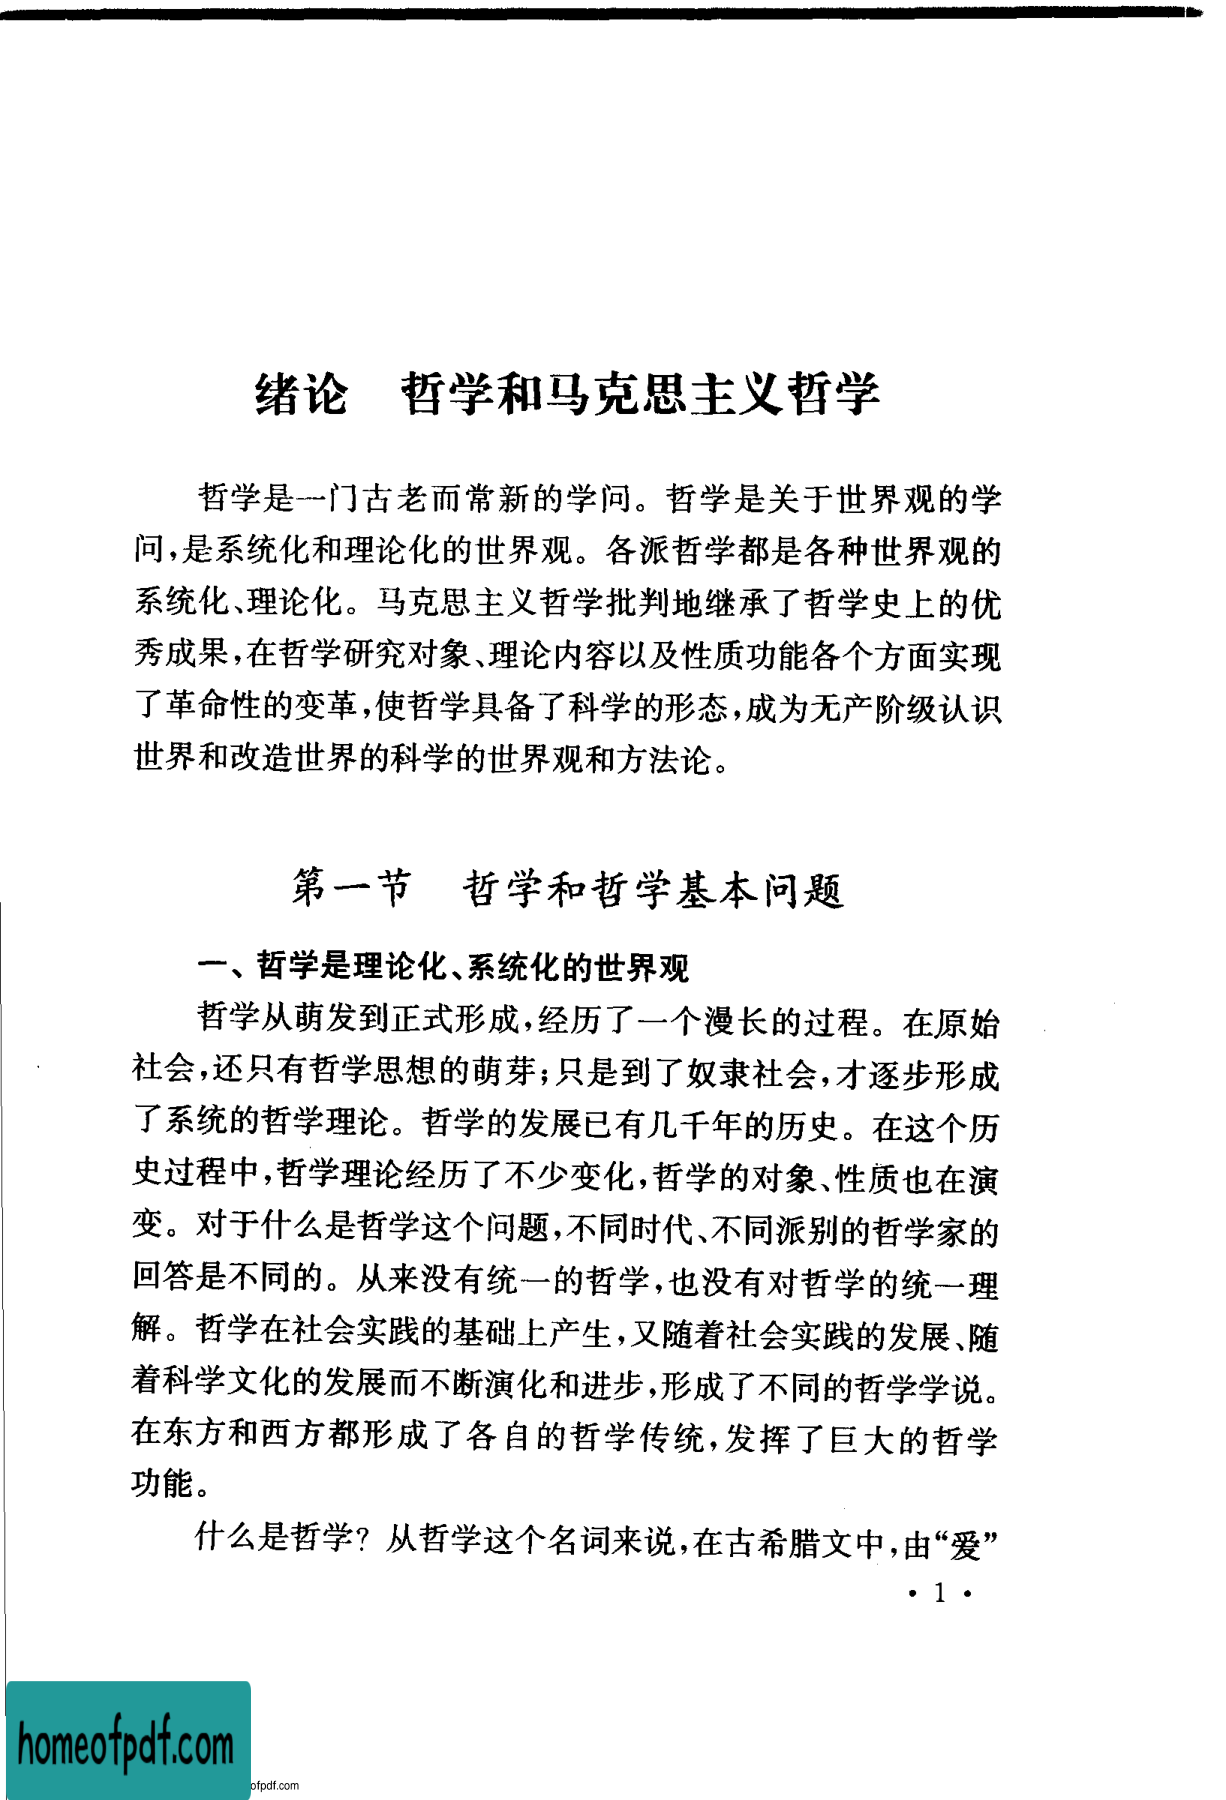 绪论　哲学和马克思主义哲学
哲学是一门古老而常新的学问。哲学是关于世界观的学
问,是系统化和理论化的世界观。各派哲学都是各种世界观的
系统化、理论化。马克思主义哲学批判地继承了哲学史上的优
秀成果,在哲学研究对象、理论内容以及性质功能各个方面实现
了革命性的变革,使哲学具备了科学的形态,成为无产阶级认识
世界和改造世界的科学的世界观和方法论。
第一节　哲学和哲学基本问题
一、哲学是理论化、系统化的世界观
哲学从萌发到正式形成,经历了一个漫长的过程。在原始
社会,还只有哲学思想的萌芽;只是到了奴隶社会,才逐步形成
了系统的哲学理论。哲学的发展已有几千年的历史。在这个历
史过程中,哲学理论经历了不少变化,哲学的对象、性质也在演
变。对于什么是哲学这个问题,不同时代、不同派别的哲学家的
回答是不同的。从来没有统一的哲学,也没有对哲学的统一理
解。哲学在社会实践的基础上产生,又随着社会实践的发展、随
着科学文化的发展而不断演化和进步,形成了不同的哲学学说。
在东方和西方都形成了各自的哲学传统,发挥了巨大的哲学
功能。
什么是哲学? 从哲学这个名词来说,在古希腊文中,由“爱”
· 1 ·
homeofpdf.com
ofpdf.com